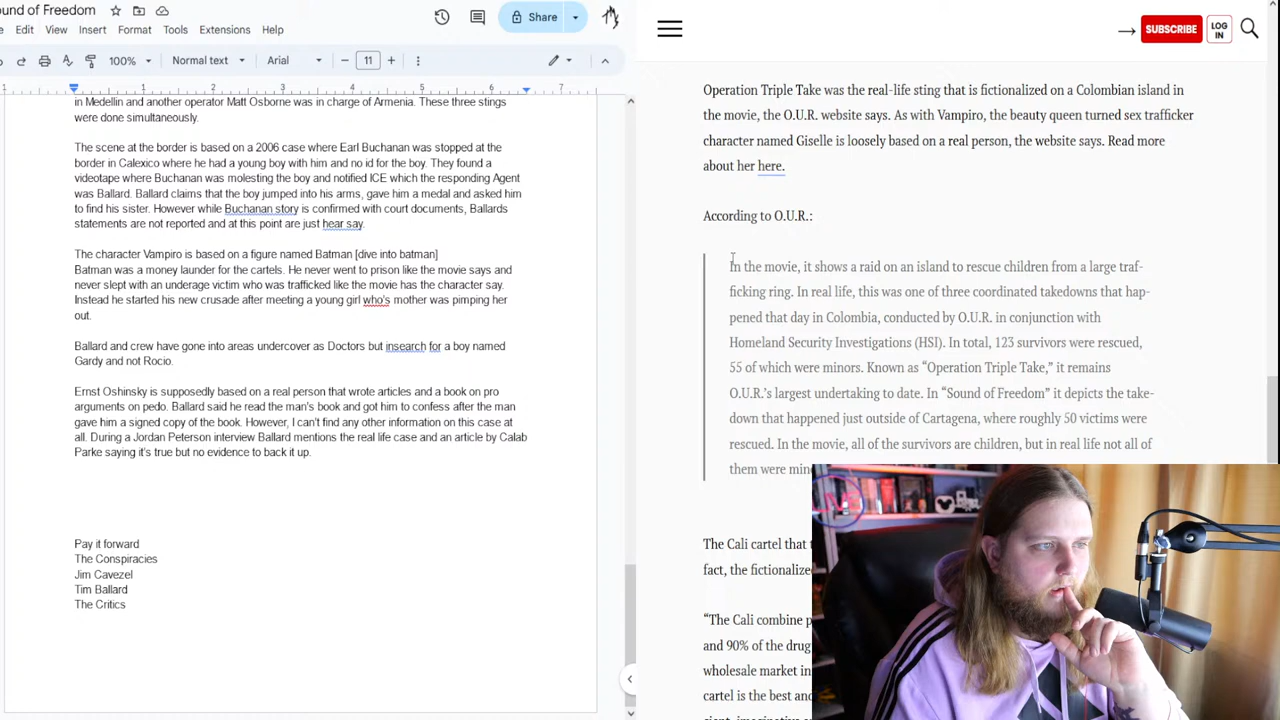 ound of Freedom
Share
Edit View Insert Format Tools Extensions Help
100% Normal text Arial 11
1 1 2 3 4 5 6 7
in Medellin and another operator Matt Osborne was in charge of Armenia. These three stings
were done simultaneously.
The scene at the border is based on a 2006 case where Earl Buchanan was stopped at the
border in Calexico where he had a young boy with him and no id for the boy. They found a
videotape where Buchanan was molesting the boy and notified ICE which the responding Agent
was Ballard. Ballard claims that the boy jumped into his arms, gave him a medal and asked him
to find his sister. However while Buchanan story is confirmed with court documents, Ballards
statements are not reported and at this point are just hear say.
The character Vampiro is based on a figure named Batman [dive into batman]
Batman was a money launder for the cartels. He never went to prison like the movie says and
never slept with an underage victim who was trafficked like the movie has the character say.
Instead he started his new crusade after meeting a young girl who's mother was pimping her
out.
Ballard and crew have gone into areas undercover as Doctors but insearch for a boy named
Gardy and not Rocio.
Ernst Oshinsky is supposedly based on a real person that wrote articles and a book on pro
arguments on pedo. Ballard said he read the man's book and got him to confess after the man
gave him a signed copy of the book. However, I can't find any other information on this case at
all. During a Jordan Peterson interview Ballard mentions the real life case and an article by Calab
Parke saying it's true but no evidence to back it up.
Pay it forward
The Conspiracies
Jim Cavezel
Tim Ballard
The Critics
SUBSCRIBE
LOG
IN
Operation Triple Take was the real-life sting that is fictionalized on a Colombian island in
the movie, the O.U.R. website says. As with Vampiro, the beauty queen turned sex trafficker
character named Giselle is loosely based on a real person, the website says. Read more
about her here.
According to O.U.R.:
In the movie, it shows a raid on an island to rescue children from a large traf-
ficking ring. In real life, this was one of three coordinated takedowns that hap-
pened that day in Colombia, conducted by O.U.R. in conjunction with
Homeland Security Investigations (HSI). In total, 123 survivors were rescued,
55 of which were minors. Known as “Operation Triple Take,” it remains
O.U.R.’s largest undertaking to date. In “Sound of Freedom” it depicts the take-
down that happened just outside of Cartagena, where roughly 50 victims were
rescued. In the movie, all of the survivors are children, but in real life not all of
them were min
The Cali cartel that t
fact, the fictionalized
“The Cali combine p
and 90% of the drug
wholesale market in
cartel is the best and